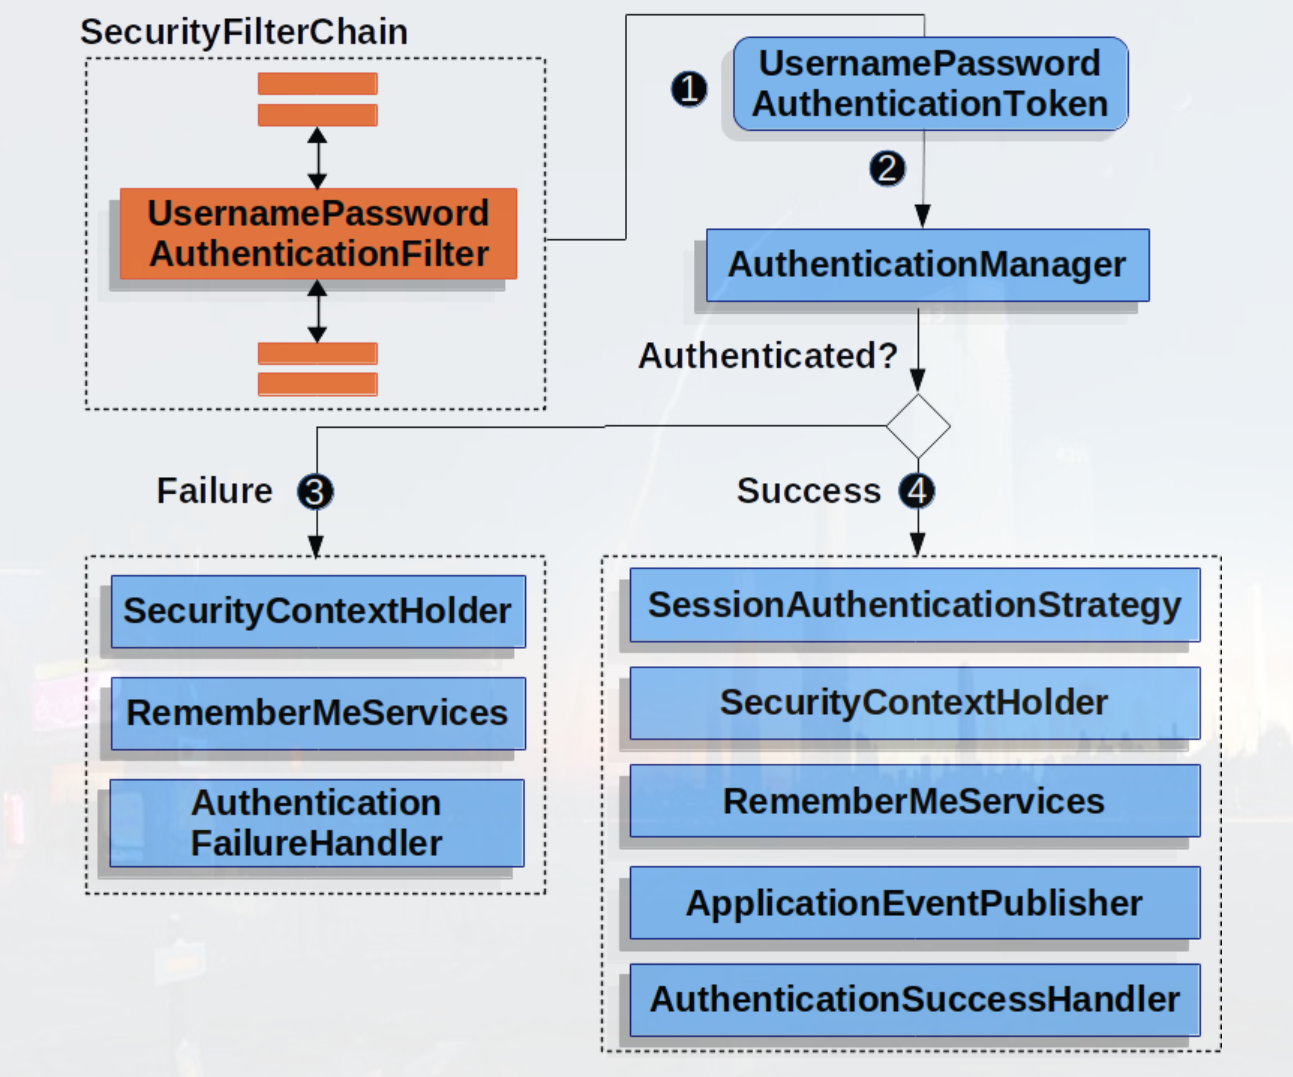 SecurityFilterChain
UsernamePassword
AuthenticationFilter
1
UsernamePassword
AuthenticationToken
2
AuthenticationManager
Authenticated?
Failure 3
SecurityContextHolder
RememberMeServices
Authentication
FailureHandler
Success 4
SessionAuthenticationStrategy
SecurityContextHolder
RememberMeServices
ApplicationEventPublisher
AuthenticationSuccessHandler